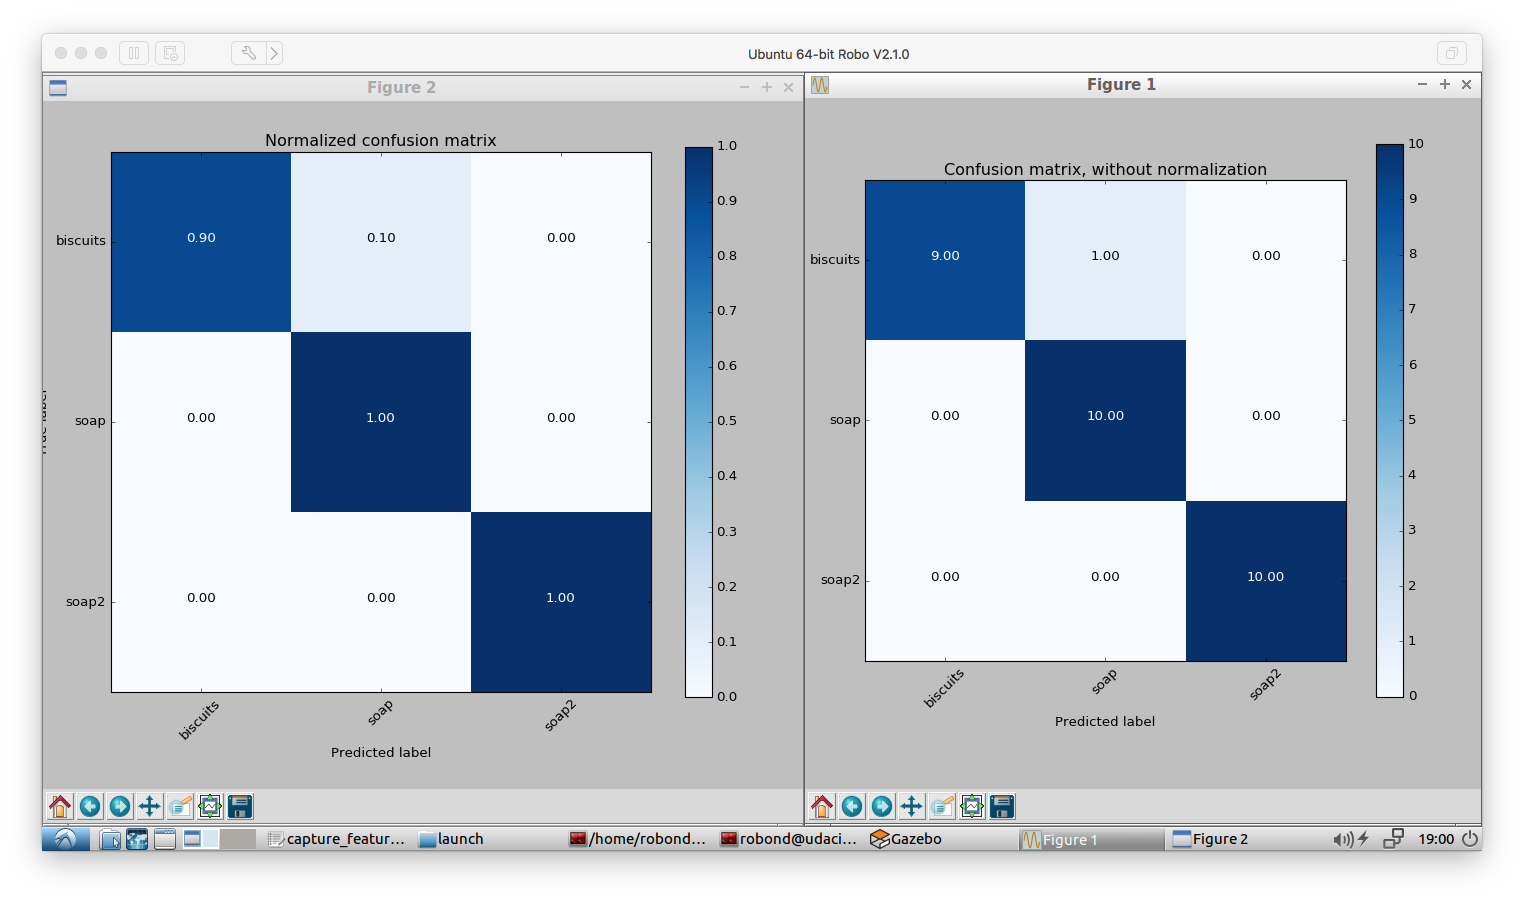 Ubuntu 64-bit Robo V2.1.0
Figure 2
Normalized confusion matrix
biscuits
0.90 0.10 0.00
soap
0.00 1.00 0.00
soap2
0.00 0.00 1.00
biscuits soap soap2
Predicted label
1.0
0.9
0.8
0.7
0.6
0.5
0.4
0.3
0.2
0.1
0.0
Figure 1
Confusion matrix, without normalization
biscuits
9.00 1.00 0.00
soap
0.00 10.00 0.00
soap2
0.00 0.00 10.00
biscuits soap soap2
Predicted label
10
9
8
7
6
5
4
3
2
1
0
capture_featur... launch /home/robond... robond@udaci... Gazebo Figure 1 Figure 2 19:00